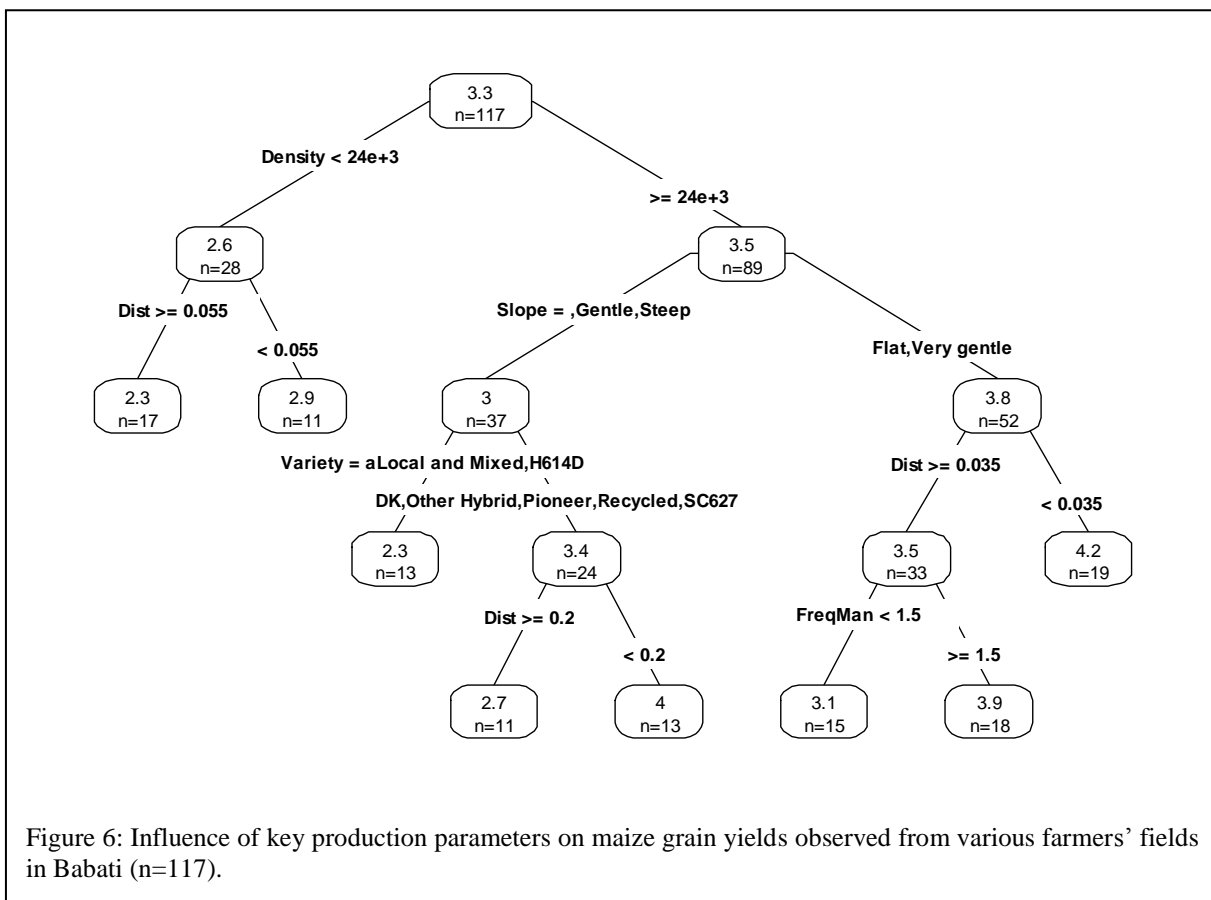 3.3
n=117
Density < 24e+3
>= 24e+3
2.6
n=28
3.5
n=89
Dist >= 0.055
< 0.055
Slope = ,Gentle,Steep
Flat,Very gentle
2.3
n=17
2.9
n=11
3
n=37
3.8
n=52
Variety = aLocal and Mixed,H614D
DK,Other Hybrid,Pioneer,Recycled,SC627
Dist >= 0.035
< 0.035
2.3
n=13
3.4
n=24
3.5
n=33
4.2
n=19
Dist >= 0.2
< 0.2
FreqMan < 1.5
>= 1.5
2.7
n=11
4
n=13
3.1
n=15
3.9
n=18
Figure 6: Influence of key production parameters on maize grain yields observed from various farmers’ fields
in Babati (n=117).